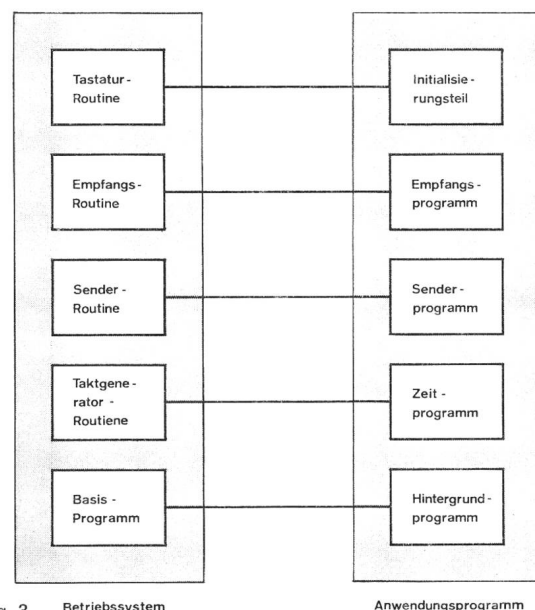 Tastatur-
Routine
Initialisie-
rungsteil
Empfangs-
Routine
Empfangs-
programm
Sender-
Routine
Sender-
programm
Taktgene-
rator-
Routiene
Zeit-
programm
Basis-
Programm
Hintergrund-
programm
2 Betriebssystem
Anwendungsprogramm